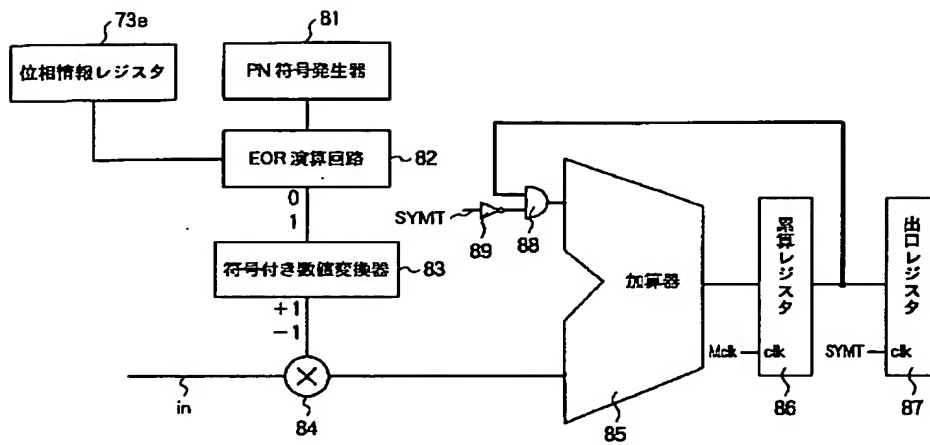 73e
81
位相情報レジスタ
PN 符号発生器
EOR 演算回路
82
0
1
SYMT
89
88
符号付き数値変換器
83
加算器
累算レジスタ
出口レジスタ
+1
-1
Mclk
clk
SYMT
clk
in
84
85
86
87